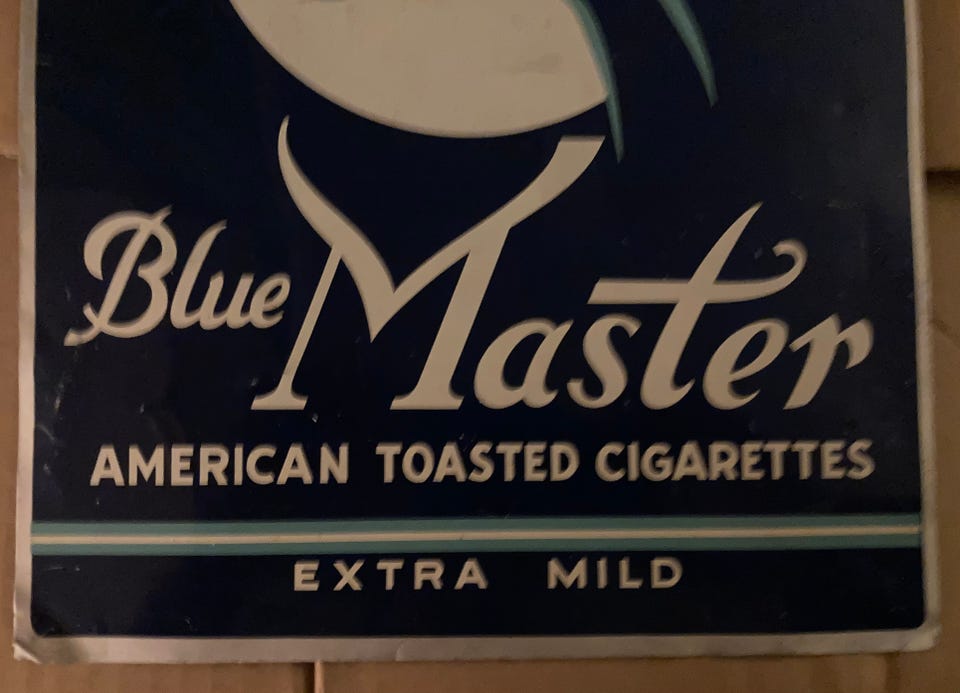 Blue Master
AMERICAN TOASTED CIGARETTES
EXTRA MILD